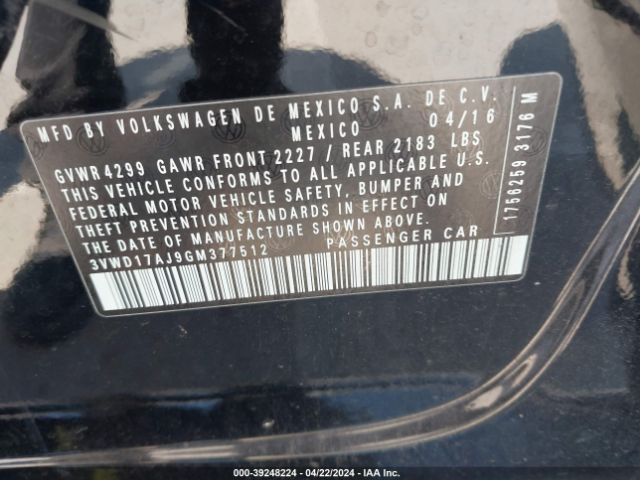 MFD BY VOLKSWAGEN DE MEXICO S.A. DE C.V.
MEXICO 04/16
GVWR 4299 GAWR FRONT 2227 / REAR 2183 LBS
THIS VEHICLE CONFORMS TO ALL APPLICABLE U.S.
FEDERAL MOTOR VEHICLE SAFETY, BUMPER AND
THEFT PREVENTION STANDARDS IN EFFECT ON
THE DATE OF MANUFACTURE SHOWN ABOVE.
3VWD17AJ9GM377512 PASSENGER CAR
1756259 3176 M
000-39248224 - 04/22/2024 - IAA Inc.